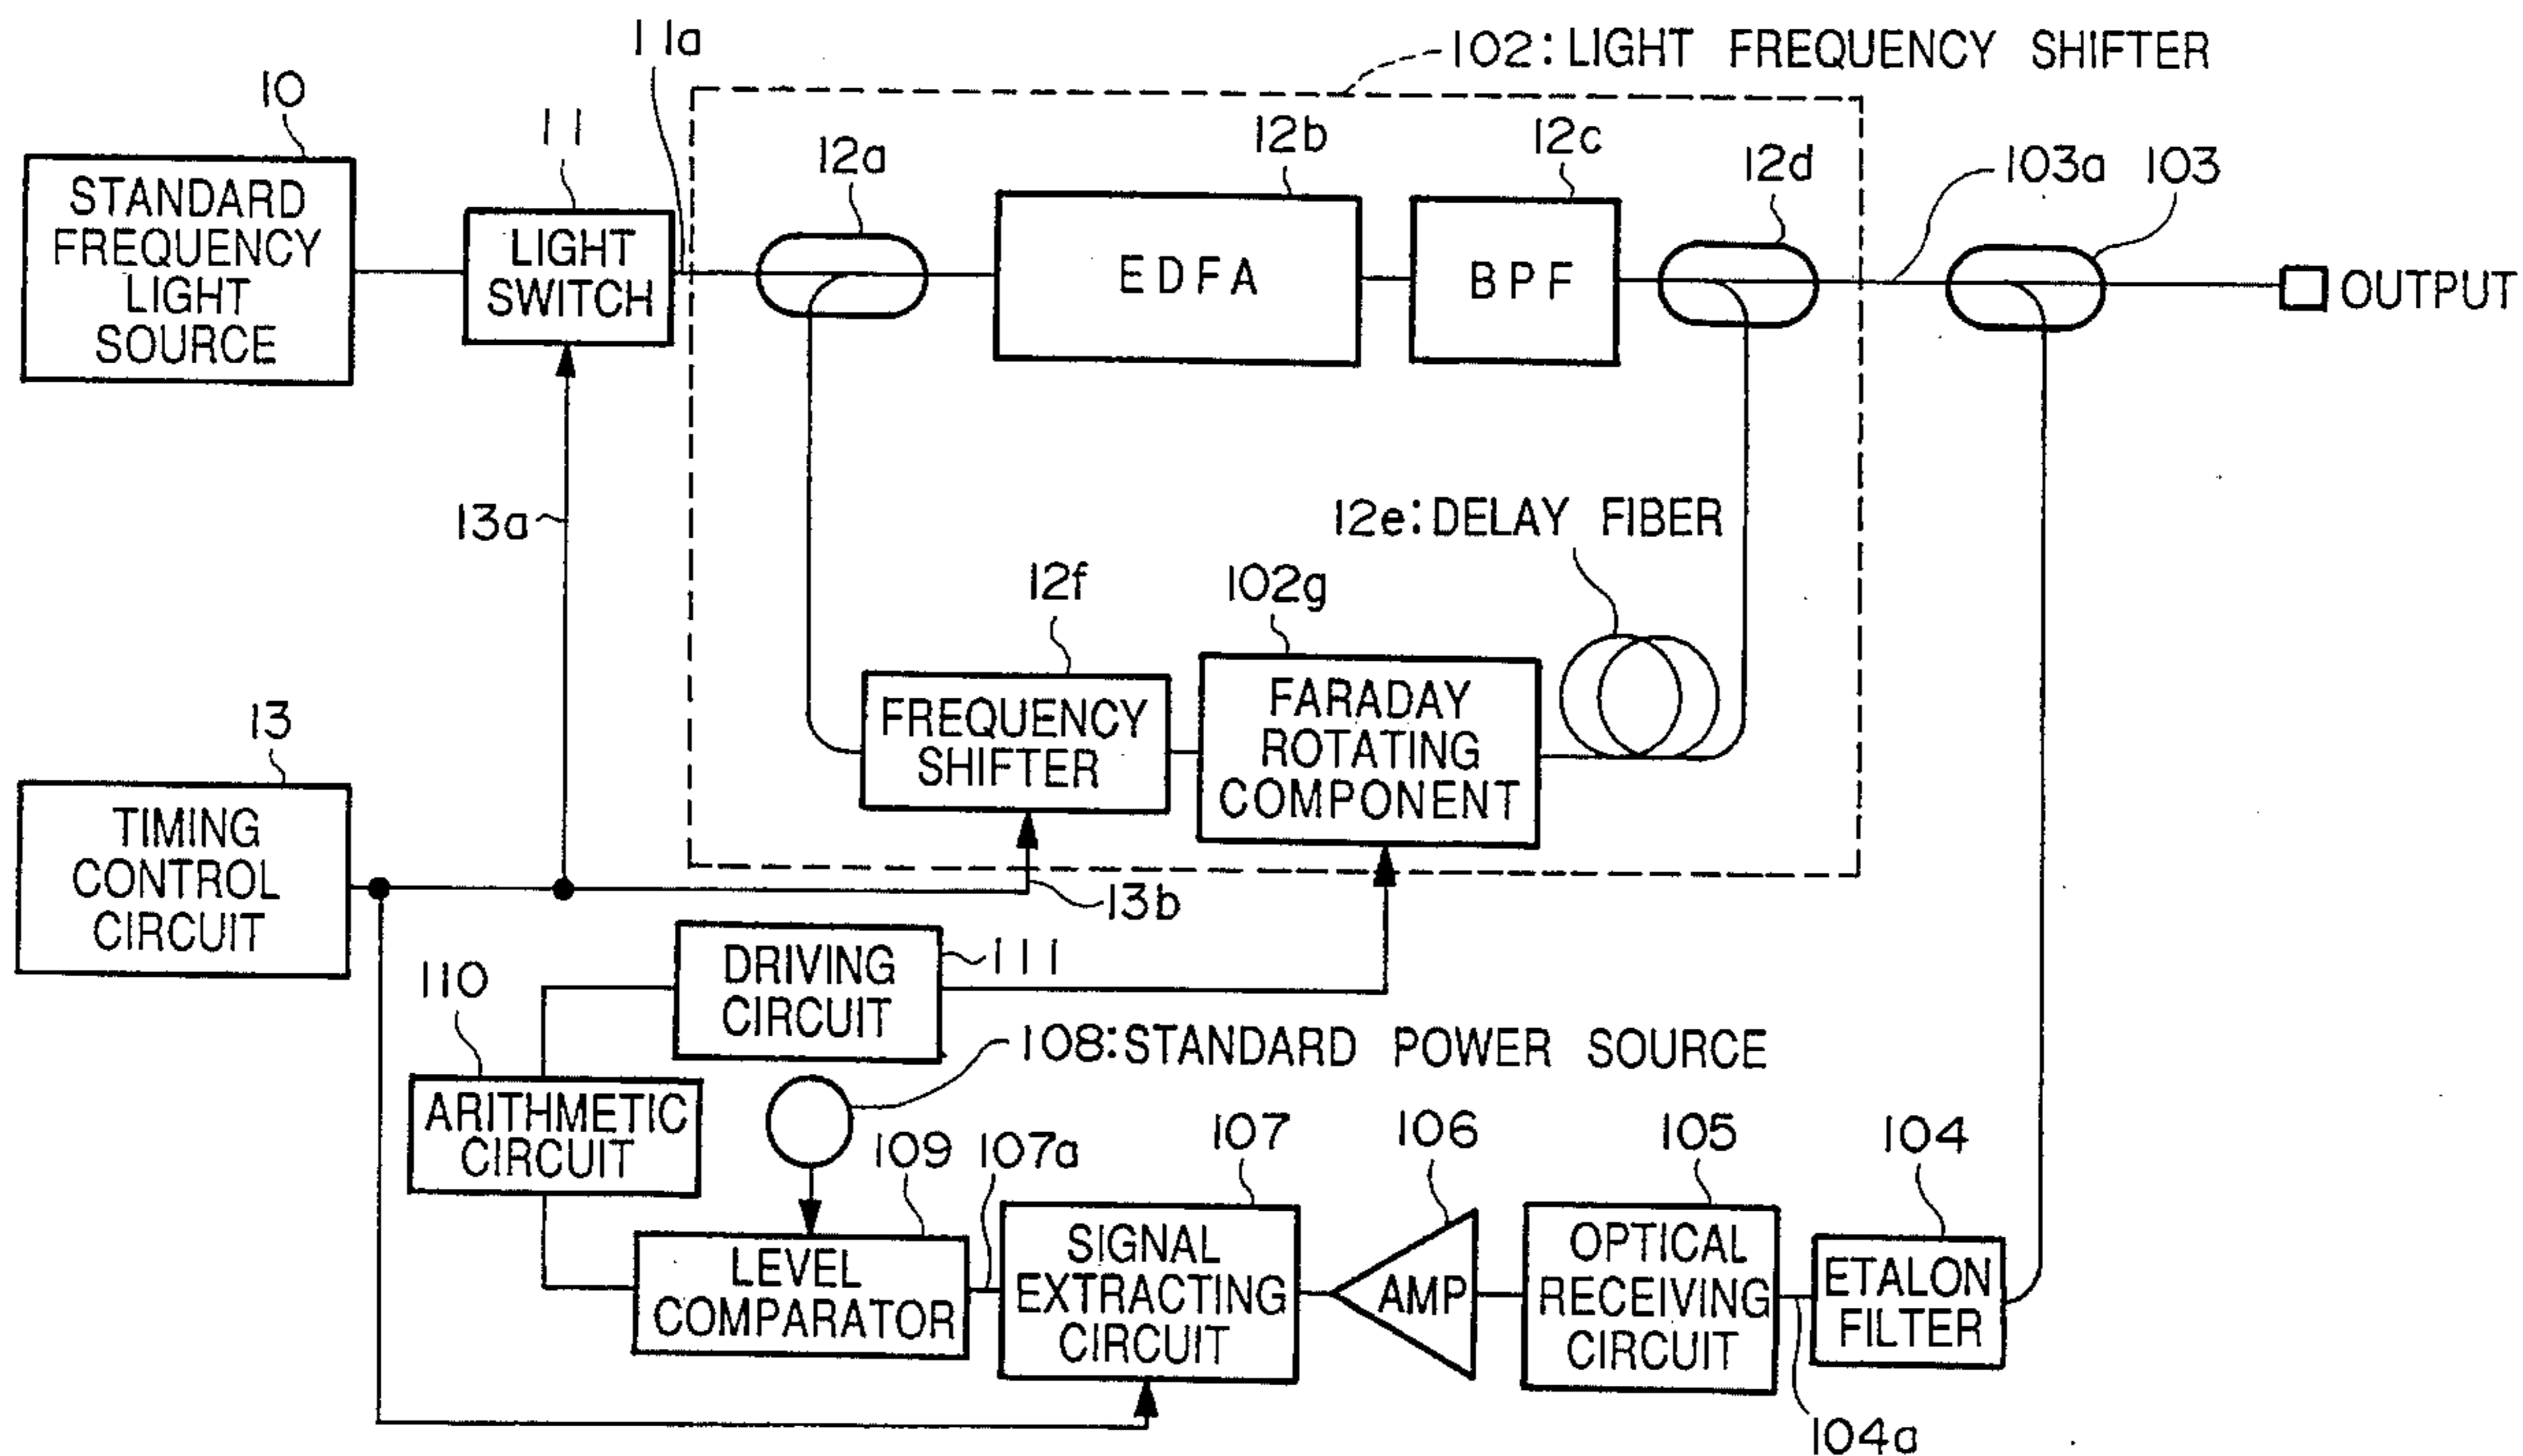 11a
102:LIGHT FREQUENCY SHIFTER
10
11
12a
12b
12c
12d
103a
103
STANDARD
FREQUENCY
LIGHT
SOURCE
LIGHT
SWITCH
EDFA
BPF
OUTPUT
13a
12e:DELAY FIBER
12f
102g
FREQUENCY
SHIFTER
FARADAY
ROTATING
COMPONENT
13
TIMING
CONTROL
CIRCUIT
13b
DRIVING
CIRCUIT
111
110
108:STANDARD POWER SOURCE
ARITHMETIC
CIRCUIT
109
107a
107
106
105
104
LEVEL
COMPARATOR
SIGNAL
EXTRACTING
CIRCUIT
AMP
OPTICAL
RECEIVING
CIRCUIT
ETALON
FILTER
104a